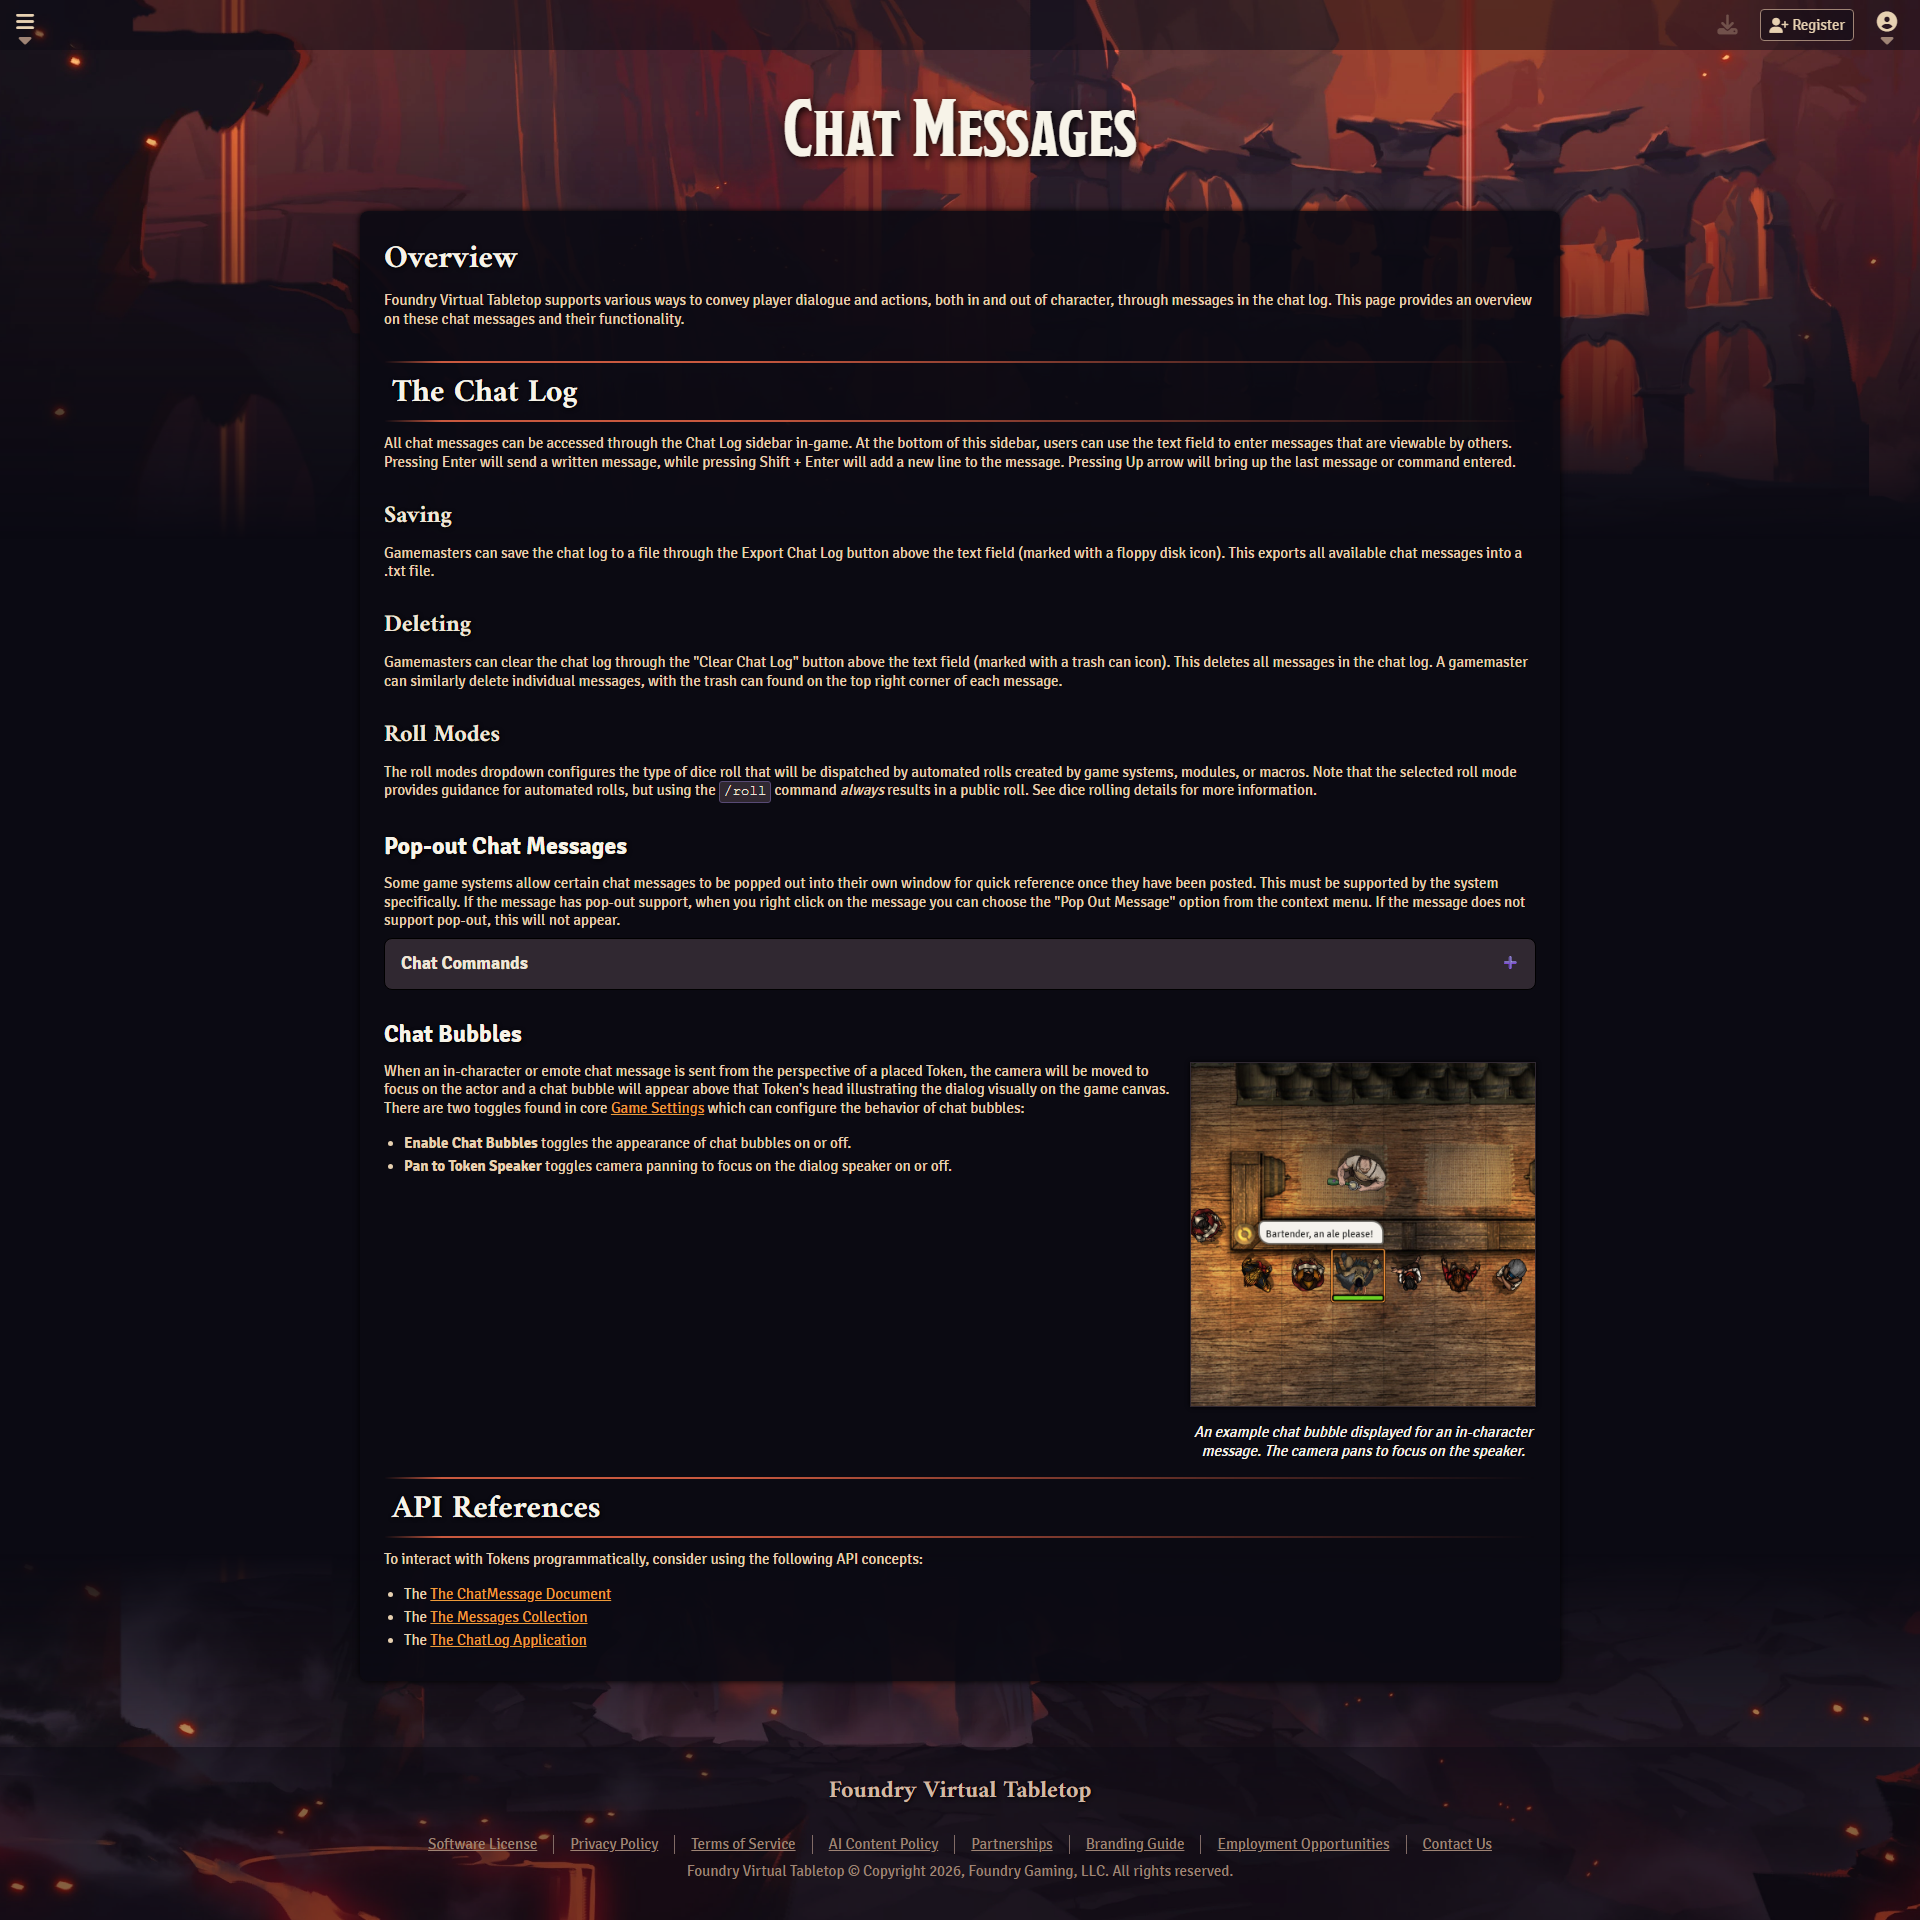 Register
Chat Messages
Overview
Foundry Virtual Tabletop supports various ways to convey player dialogue and actions, both in and out of character, through messages in the chat log. This page provides an overview
on these chat messages and their functionality.
The Chat Log
All chat messages can be accessed through the Chat Log sidebar in-game. At the bottom of this sidebar, users can use the text field to enter messages that are viewable by others.
Pressing Enter will send a written message, while pressing Shift + Enter will add a new line to the message. Pressing Up arrow will bring up the last message or command entered.
Saving
Gamemasters can save the chat log to a file through the Export Chat Log button above the text field (marked with a floppy disk icon). This exports all available chat messages into a
.txt file.
Deleting
Gamemasters can clear the chat log through the "Clear Chat Log" button above the text field (marked with a trash can icon). This deletes all messages in the chat log. A gamemaster
can similarly delete individual messages, with the trash can found on the top right corner of each message.
Roll Modes
The roll modes dropdown configures the type of dice roll that will be dispatched by automated rolls created by game systems, modules, or macros. Note that the selected roll mode
provides guidance for automated rolls, but using the /roll command always results in a public roll. See dice rolling details for more information.
Pop-out Chat Messages
Some game systems allow certain chat messages to be popped out into their own window for quick reference once they have been posted. This must be supported by the system
specifically. If the message has pop-out support, when you right click on the message you can choose the "Pop Out Message" option from the context menu. If the message does not
support pop-out, this will not appear.
Chat Commands
Chat Bubbles
When an in-character or emote chat message is sent from the perspective of a placed Token, the camera will be moved to
focus on the actor and a chat bubble will appear above that Token's head illustrating the dialog visually on the game canvas.
There are two toggles found in core Game Settings which can configure the behavior of chat bubbles:
• Enable Chat Bubbles toggles the appearance of chat bubbles on or off.
• Pan to Token Speaker toggles camera panning to focus on the dialog speaker on or off.
Bartender, an ale please!
An example chat bubble displayed for an in-character
message. The camera pans to focus on the speaker.
API References
To interact with Tokens programmatically, consider using the following API concepts:
• The The ChatMessage Document
• The The Messages Collection
• The The ChatLog Application
Foundry Virtual Tabletop
Software License | Privacy Policy | Terms of Service | AI Content Policy | Partnerships | Branding Guide | Employment Opportunities | Contact Us
Foundry Virtual Tabletop © Copyright 2026, Foundry Gaming, LLC. All rights reserved.